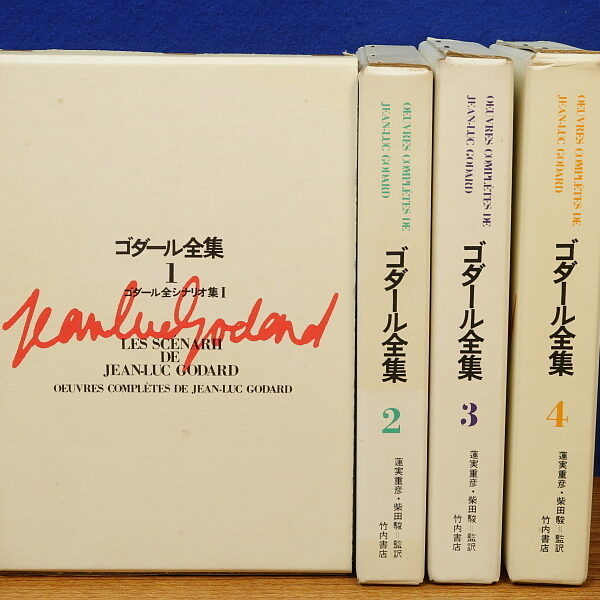 ゴダール全集
1
ゴダール全シナリオ集 I
Jean Luc Godard
LES SCENARII
DE
JEAN-LUC GODARD
OEUVRES COMPLÈTES DE JEAN-LUC GODARD
OEUVRES COMPLÈTES DE
JEAN-LUC GODARD
ゴダール全集
2
蓮実重彦・柴田駿=監訳
竹内書店
OEUVRES COMPLÈTES DE
JEAN-LUC GODARD
ゴダール全集
3
蓮実重彦・柴田駿=監訳
竹内書店
OEUVRES COMPLÈTES DE
JEAN-LUC GODARD
ゴダール全集
4
蓮実重彦・柴田駿=監訳
竹内書店